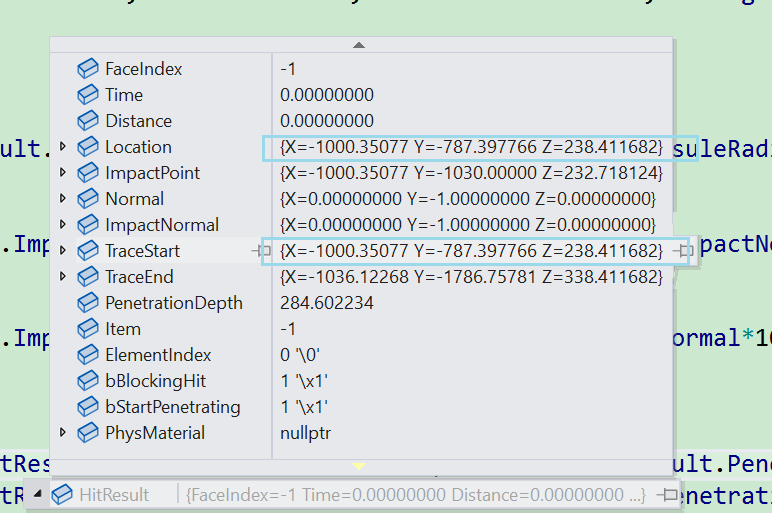 FaceIndex -1
Time 0.00000000
Distance 0.00000000
ult. Location {X=-1000.35077 Y=-787.397766 Z=238.411682} suleRadi
ImpactPoint {X=-1000.35077 Y=-1030.00000 Z=232.718124}
Normal {X=0.00000000 Y=-1.00000000 Z=0.00000000}
ImpactNormal {X=0.00000000 Y=-1.00000000 Z=0.00000000}
.Imp TraceStart {X=-1000.35077 Y=-787.397766 Z=238.411682} pactNo
TraceEnd {X=-1036.12268 Y=-1786.75781 Z=338.411682}
PenetrationDepth 284.602234
Item -1
.Imp ElementIndex 0 '\0' ormal*10
bBlockingHit 1 '\x1'
bStartPenetrating 1 '\x1'
PhysMaterial nullptr
tRes ult.Pene
tR HitResult {FaceIndex=-1 Time=0.00000000 Distance=0.00000000 ...} enetrati